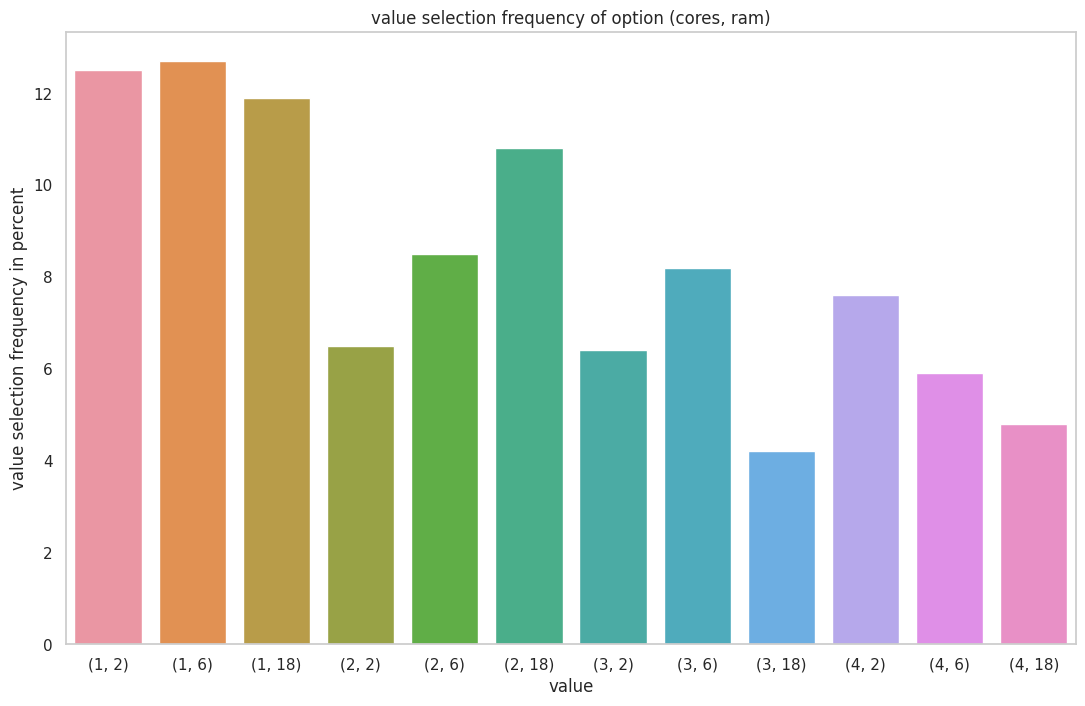 value selection frequency of option (cores, ram)
value selection frequency in percent
12
10
8
6
4
2
0
(1, 2) (1, 6) (1, 18) (2, 2) (2, 6) (2, 18) (3, 2) (3, 6) (3, 18) (4, 2) (4, 6) (4, 18)
value